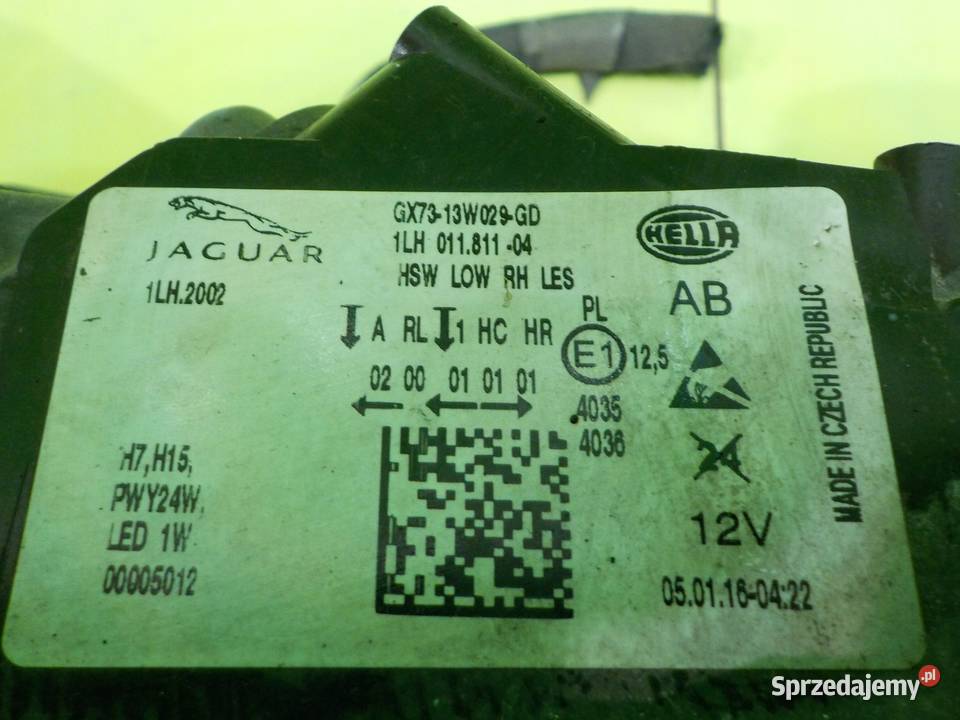 JAGUAR
1LH.2002
GX73-13W029-GD
1LH 011.811 -04
HSW LOW RH LES
A RL 1 HC HR
02 00 01 01 01
PL
E1 12,5
4035
4036
HELLA
AB
24
12V
05.01.16-04:22
MADE IN CZECH REPUBLIC
H7, H15,
PWY24W,
LED 1W
00005012
Sprzedajemy.pl